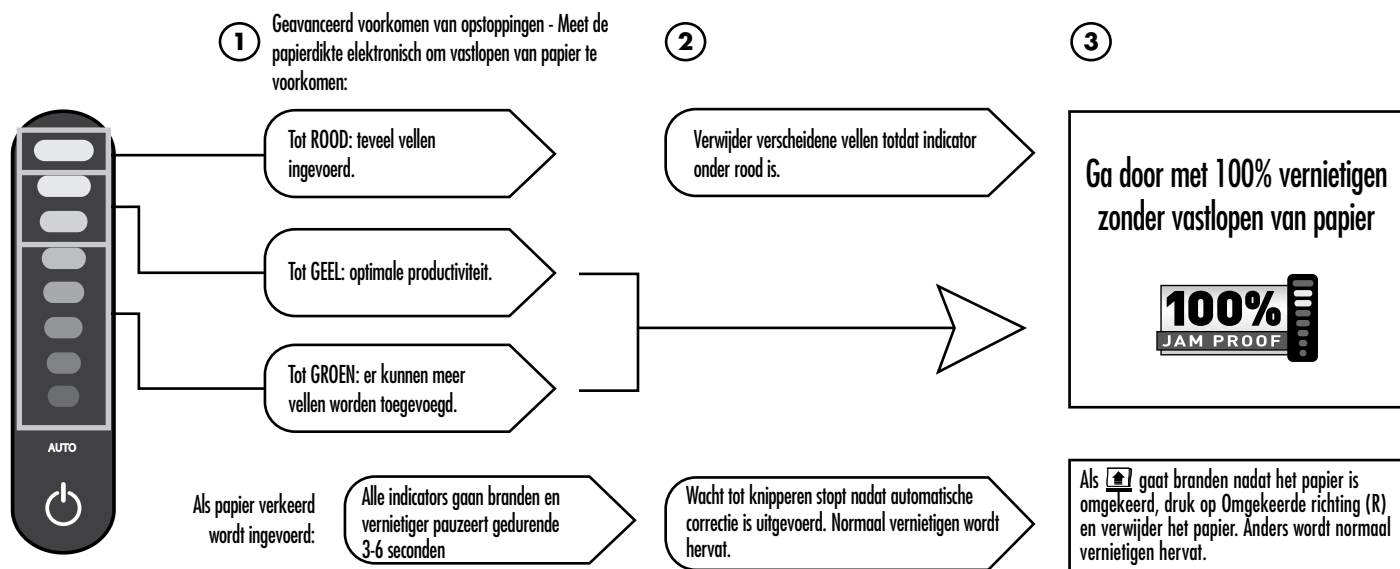 1
Geavanceerd voorkomen van opstoppingen - Meet de
papierdikte elektronisch om vastlopen van papier te
voorkomen:
2
3
Tot ROOD: teveel vellen
ingevoerd.
Verwijder verscheidene vellen totdat indicator
onder rood is.
Ga door met 100% vernietigen
zonder vastlopen van papier
Tot GEEL: optimale productiviteit.
100%
JAM PROOF
Tot GROEN: er kunnen meer
vellen worden toegevoegd.
AUTO
Als papier verkeerd
wordt ingevoerd:
Alle indicators gaan branden en
vernietiger pauzeert gedurende
3-6 seconden
Wacht tot knipperen stopt nadat automatische
correctie is uitgevoerd. Normaal vernietigen wordt
hervat.
Als gaat branden nadat het papier is
omgekeerd, druk op Omgekeerde richting (R)
en verwijder het papier. Anders wordt normaal
vernietigen hervat.